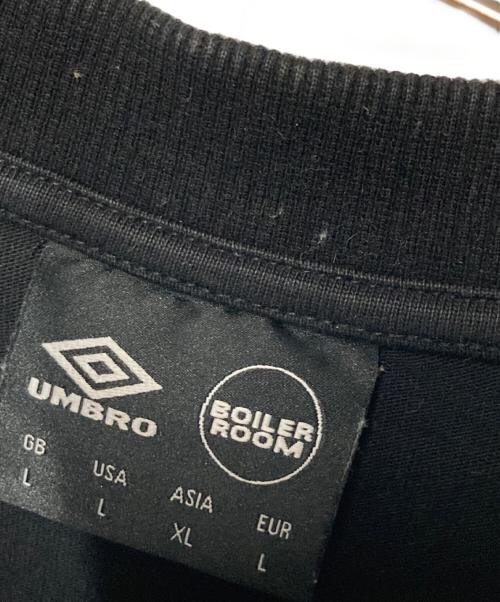 UMBRO
BOILER
ROOM
GB USA ASIA EUR
L L XL L